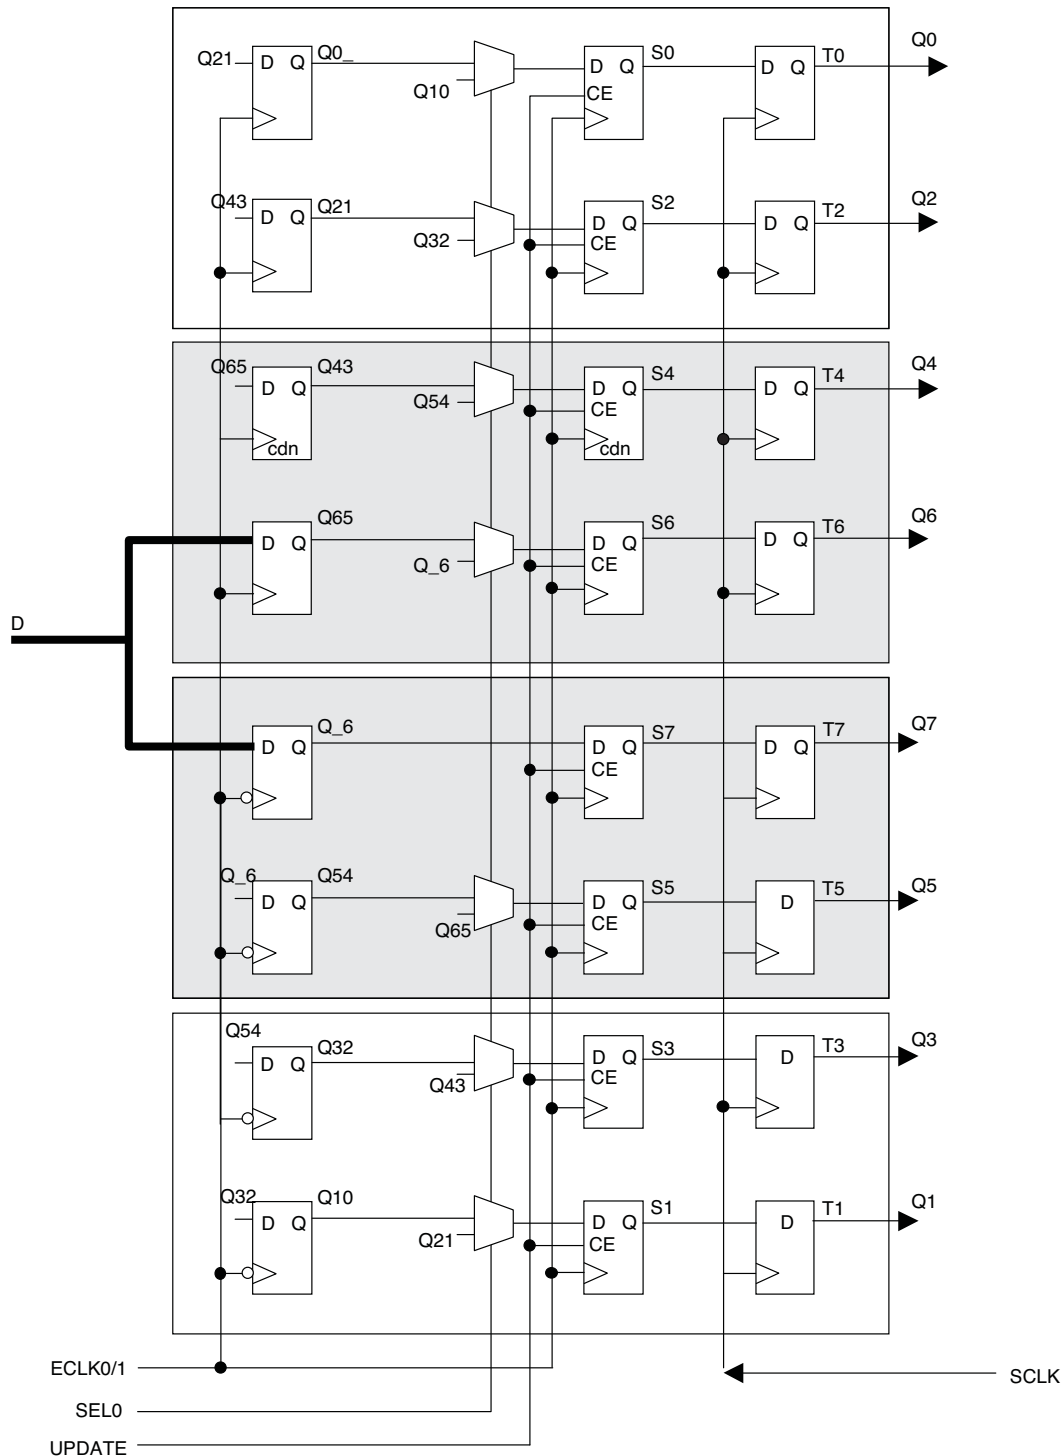 Q21 D Q Q0_ Q10 D Q CE S0 D Q T0 Q0
Q43 D Q Q21 Q32 D Q CE S2 D Q T2 Q2
Q65 D Q cdn Q43 Q54 D Q CE cdn S4 D Q T4 Q4
D Q Q65 Q_6 D Q CE S6 D Q T6 Q6
D
D Q Q_6 D Q CE S7 D Q T7 Q7
Q_6 D Q Q54 Q65 D Q CE S5 D T5 Q5
Q54 D Q Q32 Q43 D Q CE S3 D T3 Q3
Q32 D Q Q10 Q21 D Q CE S1 D T1 Q1
ECLK0/1
SCLK
SEL0
UPDATE